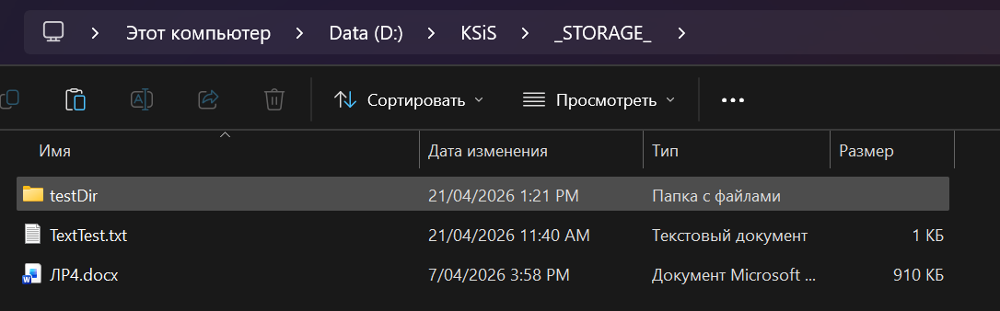 Этот компьютер > Data (D:) > KSiS > _STORAGE_ >
Сортировать Просмотреть
Имя Дата изменения Тип Размер
testDir 21/04/2026 1:21 PM Папка с файлами
TextTest.txt 21/04/2026 11:40 AM Текстовый документ 1 КБ
ЛР4.docx 7/04/2026 3:58 PM Документ Microsoft ... 910 КБ